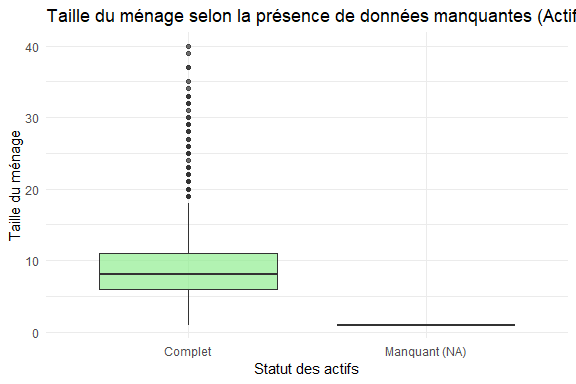 Taille du ménage selon la présence de données manquantes (Actif
40
30
20
10
0
Taille du ménage
Complet
Manquant (NA)
Statut des actifs